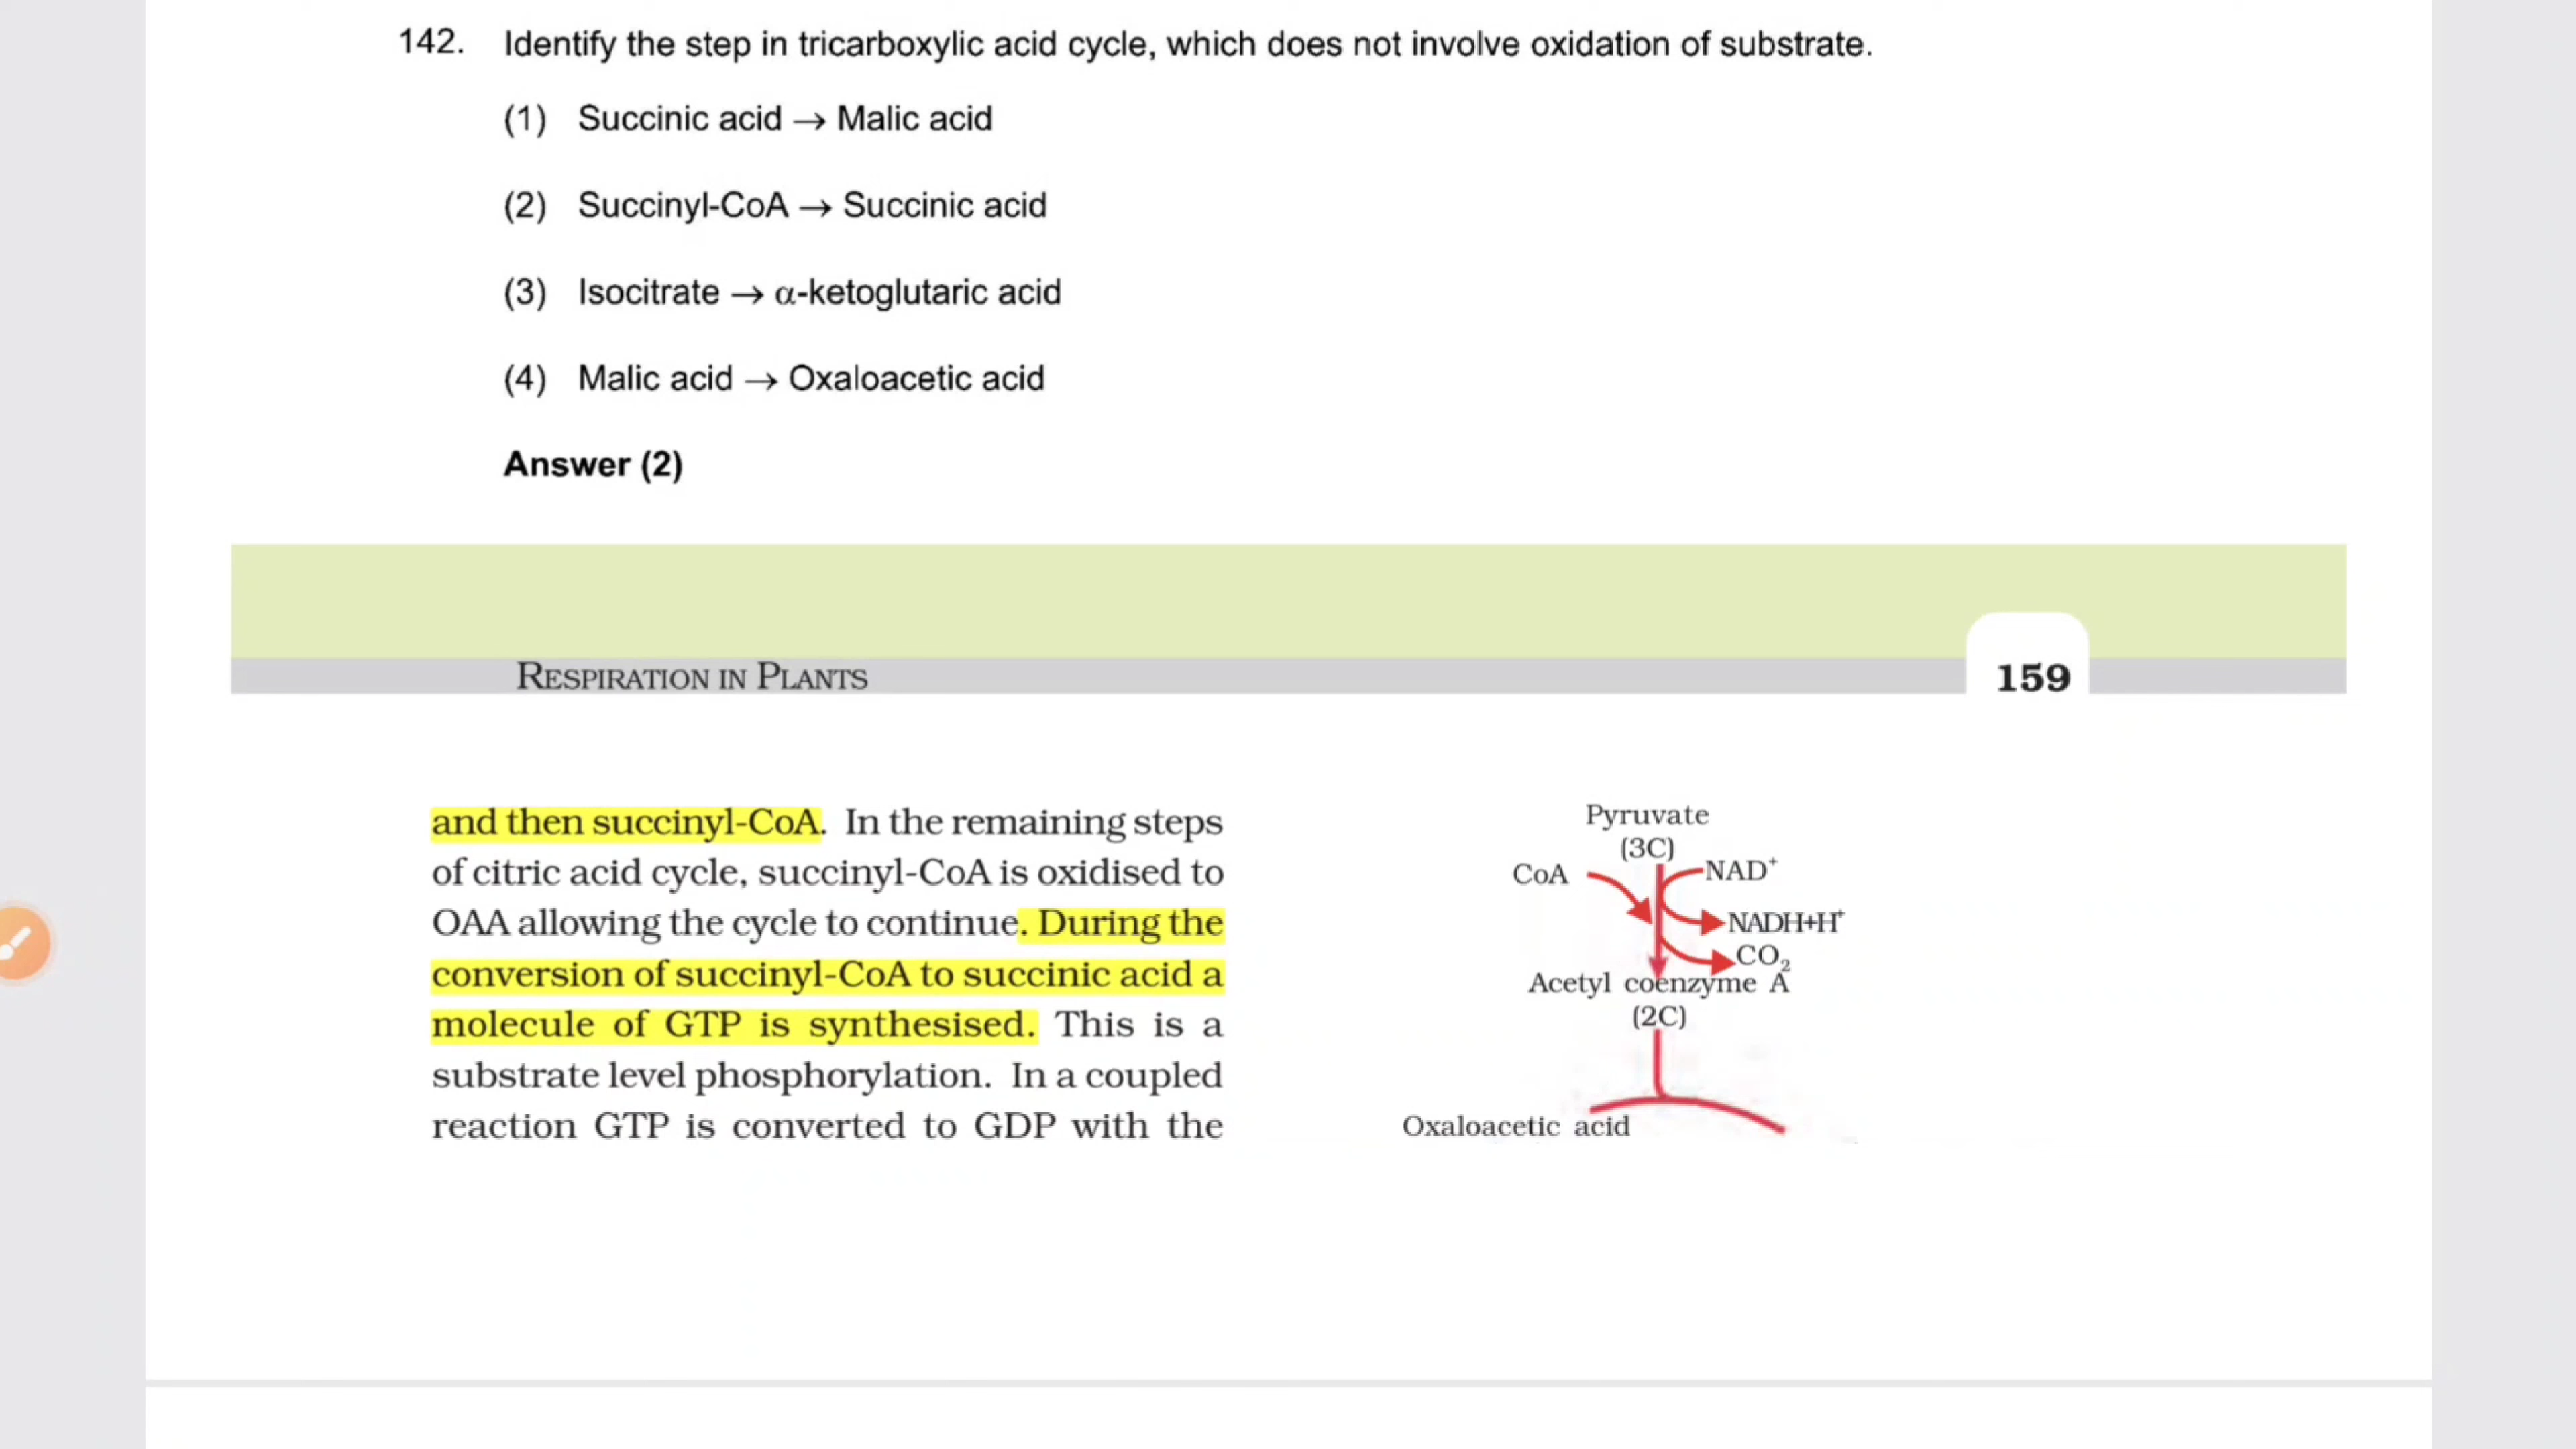 142. Identify the step in tricarboxylic acid cycle, which does not involve oxidation of substrate.
(1) Succinic acid → Malic acid
(2) Succinyl-CoA → Succinic acid
(3) Isocitrate → α-ketoglutaric acid
(4) Malic acid → Oxaloacetic acid
Answer (2)
RESPIRATION IN PLANTS
159
and then succinyl-CoA. In the remaining steps
of citric acid cycle, succinyl-CoA is oxidised to
OAA allowing the cycle to continue. During the
conversion of succinyl-CoA to succinic acid a
molecule of GTP is synthesised. This is a
substrate level phosphorylation. In a coupled
reaction GTP is converted to GDP with the
Pyruvate
(3C)
CoA
NAD⁺
NADH+H⁺
CO₂
Acetyl coenzyme A
(2C)
Oxaloacetic acid